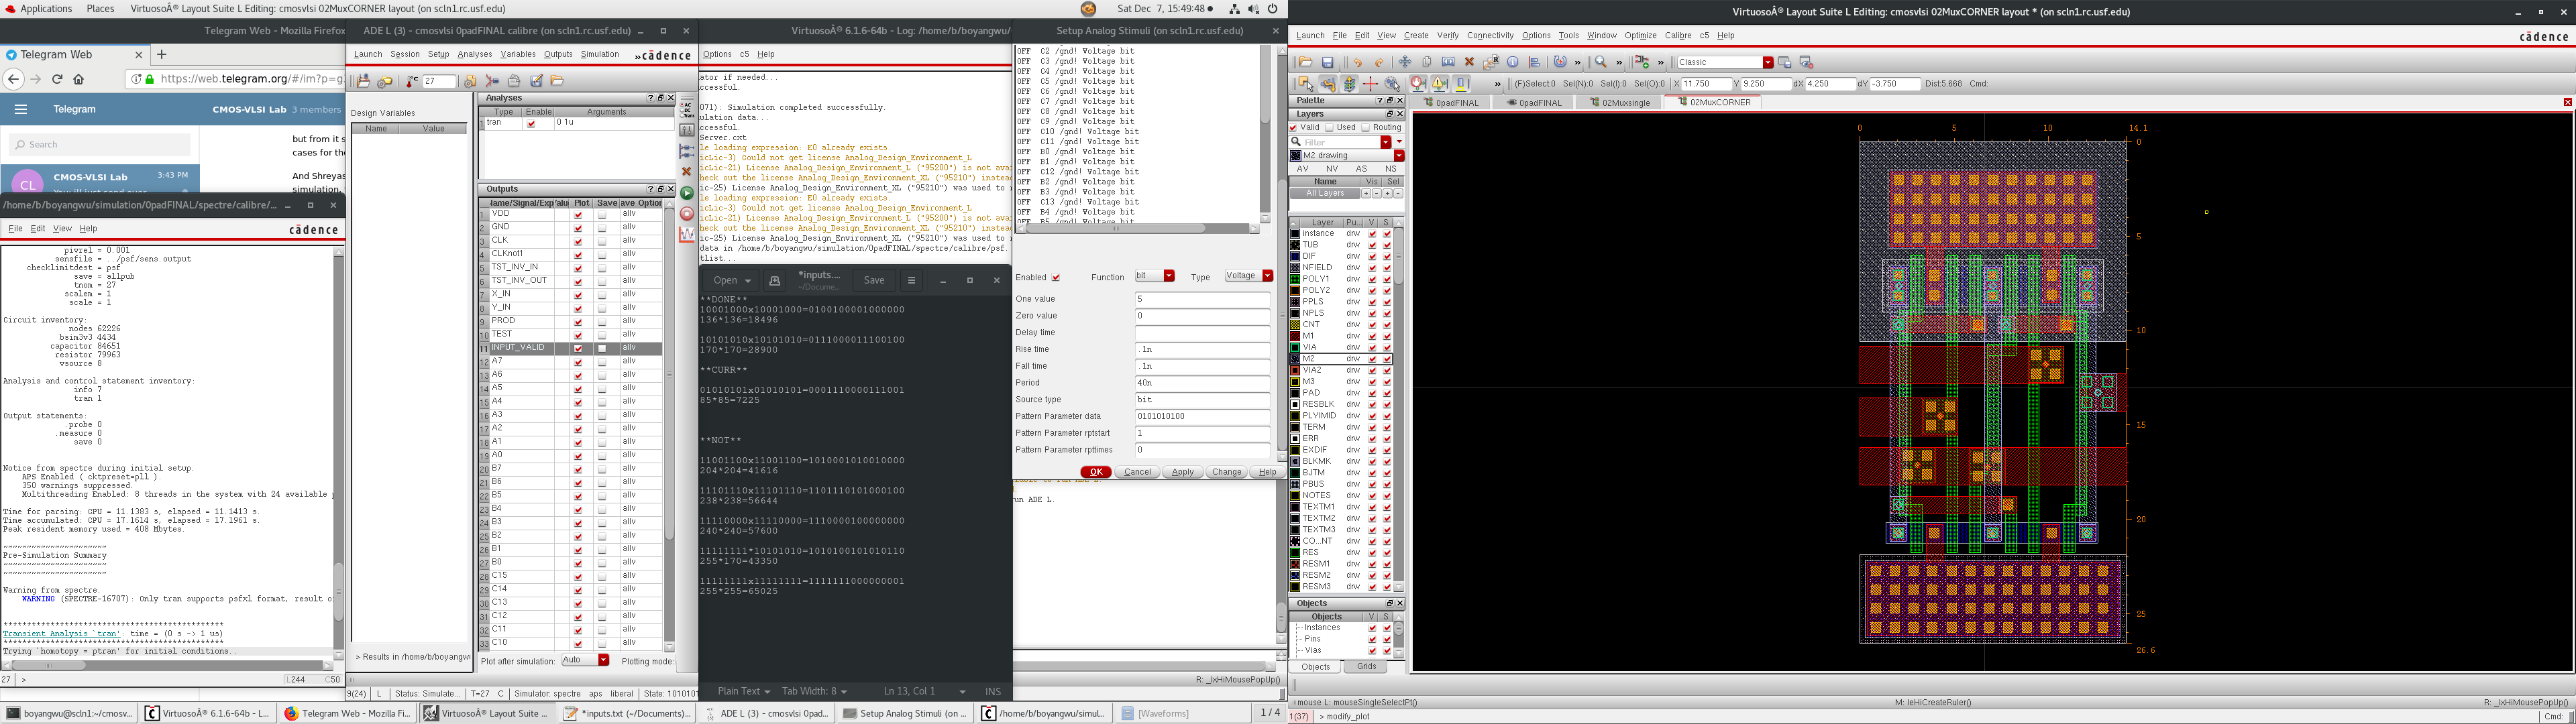 Applications Places VirtuosoÂ® Layout Suite L Editing: cmosvlsi 02MuxCORNER layout (on scln1.rc.usf.edu)
Sat Dec 7, 15:49:48
VirtuosoÂ® Layout Suite L Editing: cmosvlsi 02MuxCORNER layout * (on scln1.rc.usf.edu)
Telegram Web - Mozilla Firefox
Telegram Web
https://web.telegram.org/#/im?p=g
Telegram
CMOS-VLSI Lab 3 members
Search
CL
CMOS-VLSI Lab 3:43 PM
but from it s
cases for the
And Shreyas
simulation,
/home/b/boyangwu/simulation/0padFINAL/spectre/calibre/...
File Edit View Help
cādence
pivrel = 0.001
sensfile = ../psf/sens.output
checklimitdest = psf
save = allpub
tnom = 27
scalem = 1
scale = 1
Circuit inventory:
nodes 62226
bsim3v3 4434
capacitor 84651
resistor 79963
vsource 8
Analysis and control statement inventory:
info 7
tran 1
Output statements:
.probe 0
.measure 0
save 0
Notice from spectre during initial setup.
APS Enabled ( cktpreset=pll ).
350 warnings suppressed.
Multithreading Enabled: 8 threads in the system with 24 available
Time for parsing: CPU = 11.1383 s, elapsed = 11.1413 s.
Time accumulated: CPU = 17.1614 s, elapsed = 17.1961 s.
Peak resident memory used = 408 Mbytes.
~~~~~~~~~~~~~~~~~~~~~~
Pre-Simulation Summary
~~~~~~~~~~~~~~~~~~~~~~
Warning from spectre.
WARNING (SPECTRE-16707): Only tran supports psfxl format, result o
Transient Analysis `tran': time = (0 s -> 1 us)
Trying `homotopy = ptran' for initial conditions..
27 >
L244 C50
ADE L (3) - cmosvlsi 0padFINAL calibre (on scln1.rc.usf.edu)
Launch Session Setup Analyses Variables Outputs Simulation » cādence
27
Design Variables
Name Value
> Results in /home/b/boyangwu
Analyses
Type Enable Arguments
1 tran 0 1u
Outputs
1 VDD allv
2 GND allv
3 CLK allv
4 CLKnot1 allv
5 TST_INV_IN allv
6 TST_INV_OUT allv
7 X_IN allv
8 Y_IN allv
9 PROD allv
10 TEST allv
11 INPUT_VALID allv
12 A7 allv
13 A6 allv
14 A5 allv
15 A4 allv
16 A3 allv
17 A2 allv
18 A1 allv
19 A0 allv
20 B7 allv
21 B6 allv
22 B5 allv
23 B4 allv
24 B3 allv
25 B2 allv
26 B1 allv
27 B0 allv
28 C15 allv
29 C14 allv
30 C13 allv
31 C12 allv
32 C11 allv
33 C10 allv
Plot after simulation: Auto Plotting mode:
9(24) L Status: Simulate... T=27 C Simulator: spectre aps liberal State: 1010101
VirtuosoÂ® 6.1.6-64b - Log: /home/boyangwu/
Options c5 Help
ator if needed...
ccessful.
071): Simulation completed successfully.
ulation data...
ccessful.
Server.cxt
le loading expression: E0 already exists.
icLic-3) Could not get license Analog_Design_Environment_L
icLic-21) License Analog_Design_Environment_L ("95200") is not avai
heck out the license Analog_Design_Environment_XL ("95210") instead
ic-25) License Analog_Design_Environment_XL ("95210") was used to r
le loading expression: E0 already exists.
icLic-3) Could not get license Analog_Design_Environment_L
icLic-21) License Analog_Design_Environment_L ("95200") is not avai
heck out the license Analog_Design_Environment_XL ("95210") instead
ic-25) License Analog_Design_Environment_XL ("95210") was used to r
data in /home/b/boyangwu/simulation/0padFINAL/spectre/calibre/psf.
tlist...
run ADE L.
R: _lxHiMousePopUp()
Open *inputs.... Save
~/Docume...
**DONE**
10001000x10001000=0100100001000000
136*136=18496
10101010x10101010=0111000011100100
170*170=28900
**CURR**
01010101x01010101=0001110000111001
85*85=7225
**NOT**
11001100x11001100=1010001010010000
204*204=41616
11101110x11101110=1101110101000100
238*238=56644
11110000x11110000=1110000100000000
240*240=57600
11111111*10101010=1010100101010110
255*170=43350
11111111x11111111=1111111000000001
255*255=65025
Plain Text Tab Width: 8 Ln 13, Col 1 INS
Setup Analog Stimuli (on scln1.rc.usf.edu)
OFF C2 /gnd! Voltage bit
OFF C3 /gnd! Voltage bit
OFF C4 /gnd! Voltage bit
OFF C5 /gnd! Voltage bit
OFF C6 /gnd! Voltage bit
OFF C7 /gnd! Voltage bit
OFF C8 /gnd! Voltage bit
OFF C9 /gnd! Voltage bit
OFF C10 /gnd! Voltage bit
OFF C11 /gnd! Voltage bit
OFF B0 /gnd! Voltage bit
OFF B1 /gnd! Voltage bit
OFF C12 /gnd! Voltage bit
OFF B2 /gnd! Voltage bit
OFF B3 /gnd! Voltage bit
OFF C13 /gnd! Voltage bit
OFF B4 /gnd! Voltage bit
OFF B5 /gnd! Voltage bit
Enabled Function bit Type Voltage
One value 5
Zero value 0
Delay time
Rise time .1n
Fall time .1n
Period 40n
Source type bit
Pattern Parameter data 0101010100
Pattern Parameter rptstart 1
Pattern Parameter rpttimes 0
OK Cancel Apply Change Help
Launch File Edit View Create Verify Connectivity Options Tools Window Optimize Calibre c5 Help
cādence
Classic
(F)Select:0 Sel(N):0 Sel(I):0 Sel(O):0 X 11.750 Y 9.250 dX 4.250 dY -3.750 Dist:5.668 Cmd:
Palette
0padFINAL 0padFINAL 02Muxsingle 02MuxCORNER
Layers
Valid Used Routing
Filter
M2 drawing
AV NV AS NS
Name Vis Sel
All Layers
Layer Pu.. V S
instance drw
TUB drw
DIF drw
NFIELD drw
POLY1 drw
POLY2 drw
PPLS drw
NPLS drw
CNT drw
M1 drw
VIA drw
M2 drw
VIA2 drw
M3 drw
PAD drw
RESBLK drw
PLYIMID drw
TERM drw
ERR drw
EXDIF drw
BLKMK drw
BJTM drw
PBUS drw
NOTES drw
TEXTM1 drw
TEXTM2 drw
TEXTM3 drw
CO...NT drw
RES drw
RESM1 drw
RESM2 drw
RESM3 drw
Objects
Objects V S
Instances
Pins
Vias
Objects Grids
0 5 10 14.1
0
5
10
15
20
25
26.6
mouse L: mouseSingleSelectPt() M: leHiCreateRuler() R: _lxHiMousePopUp()
1(37) > modify_plot Cmd:
boyangwu@scln1:~/cmosv... VirtuosoÂ® 6.1.6-64b - L... Telegram Web - Mozilla Fi... VirtuosoÂ® Layout Suite ... *inputs.txt (~/Documents)... ADE L (3) - cmosvlsi 0pad... Setup Analog Stimuli (on ... /home/b/boyangwu/simul... [Waveforms] 1 / 4